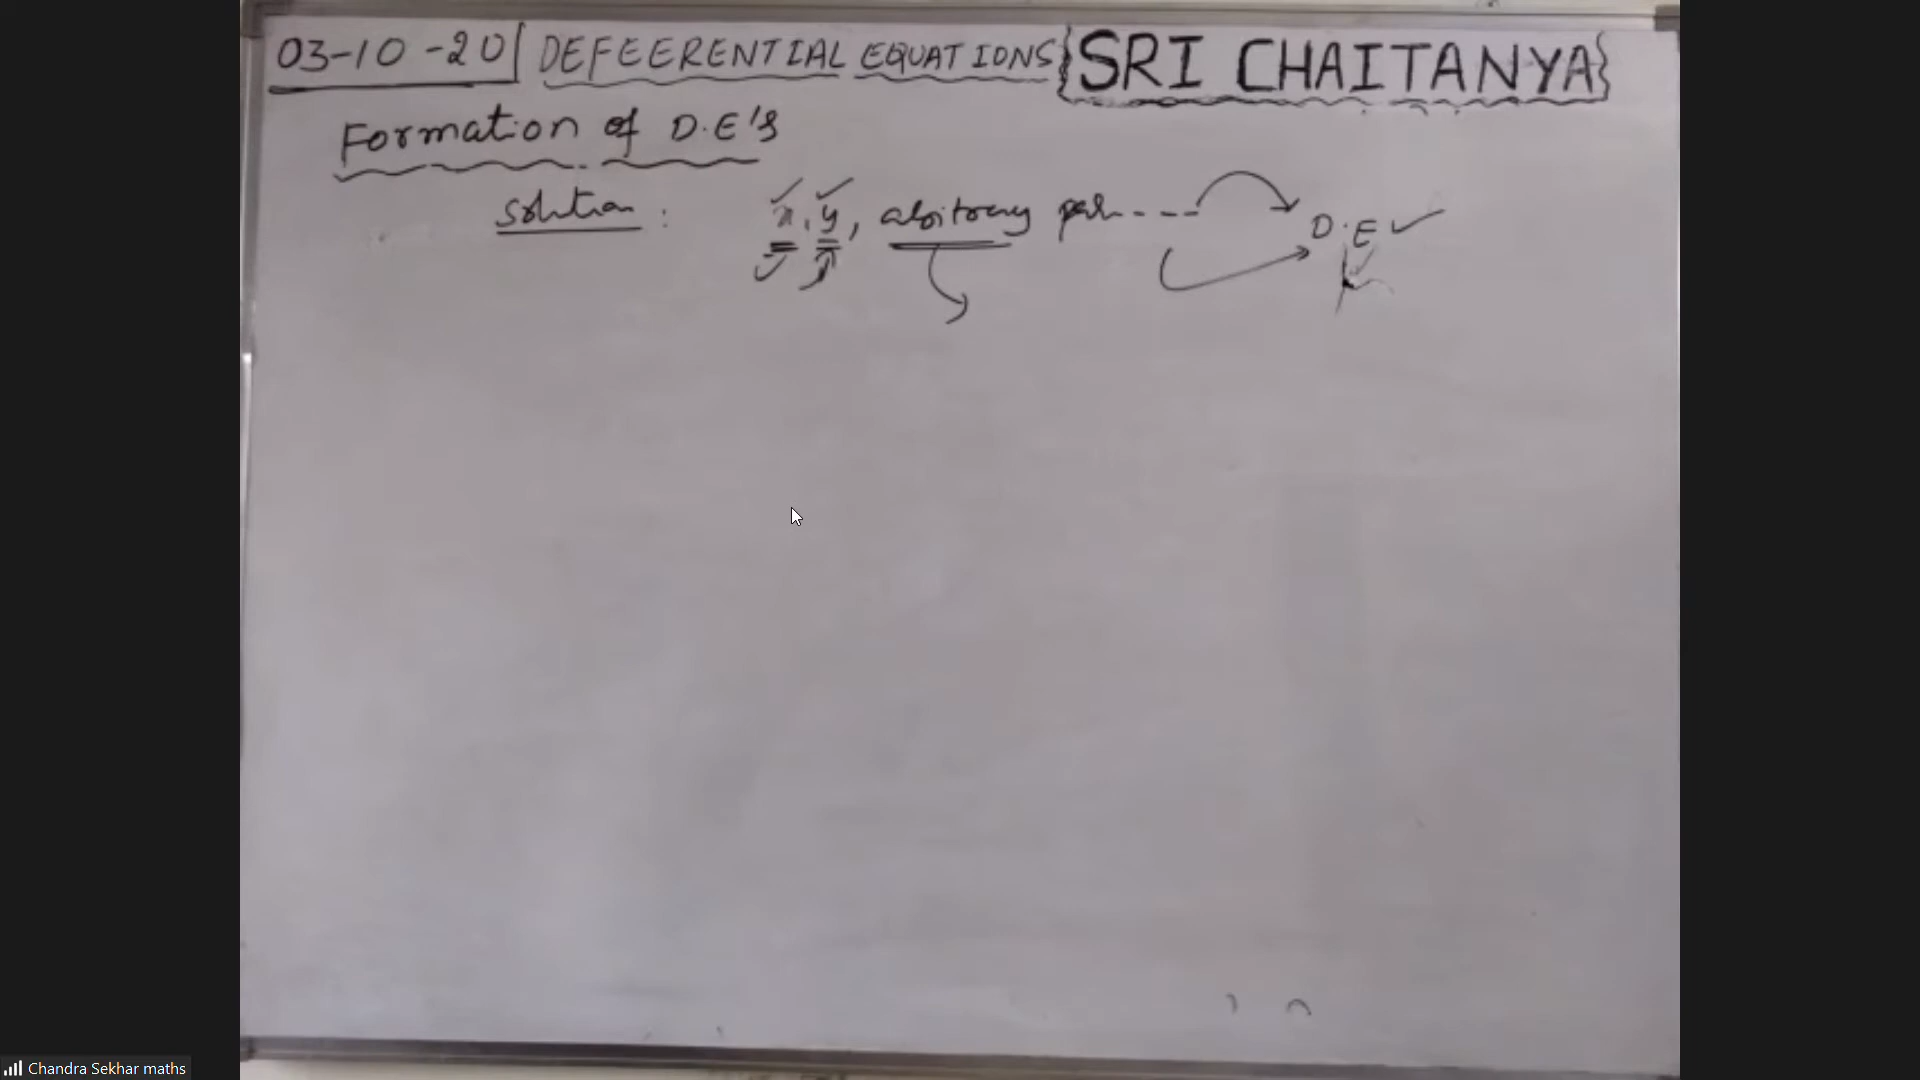 03-10-20 DEFEERENTIAL EQUATIONS {SRI CHAITANYA}
Formation of D.E's
Solution : x, y, arbitrary ---- D.E
Chandra Sekhar maths